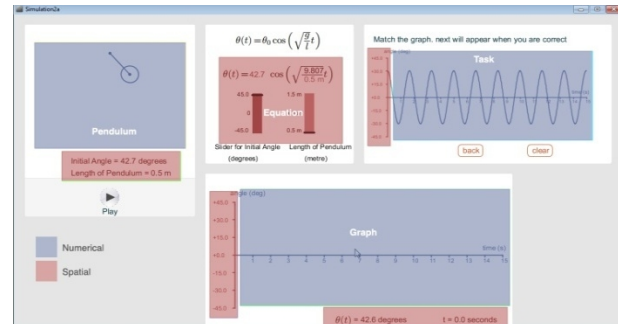 Simulation2a
Pendulum
Initial Angle = 42.7 degrees
Length of Pendulum = 0.5 m
Play
Numerical
Spatial
θ(t) = θ₀ cos (√(g/l) t)
θ(t) = 42.7 cos (√(9.807/0.5 m) t)
45.0
0
-45.0
Equation
1.5 m
0.5 m
Slider for Initial Angle
(degrees)
Length of Pendulum
(metre)
Match the graph. next will appear when you are correct
angle (deg)
Task
time (s)
back
clear
angle (deg)
+45.0
+30.0
+15.0
+0.0
-15.0
-30.0
-45.0
Graph
time (s)
1 2 3 4 5 6 7 8 9 10 11 12 13 14 15
θ(t) = 42.6 degrees t = 0.0 seconds